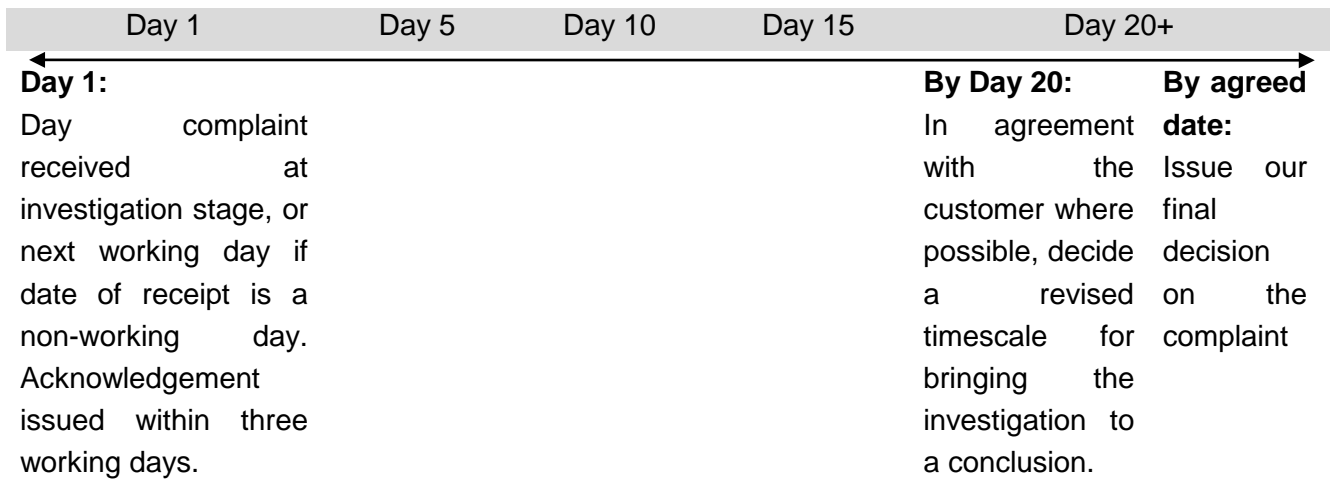 Day 1 Day 5 Day 10 Day 15 Day 20+
Day 1:
Day complaint
received at
investigation stage, or
next working day if
date of receipt is a
non-working day.
Acknowledgement
issued within three
working days.
By Day 20:
In agreement
with the
customer where
possible, decide
a revised
timescale for
bringing the
investigation to
a conclusion.
By agreed
date:
Issue our
final
decision
on the
complaint